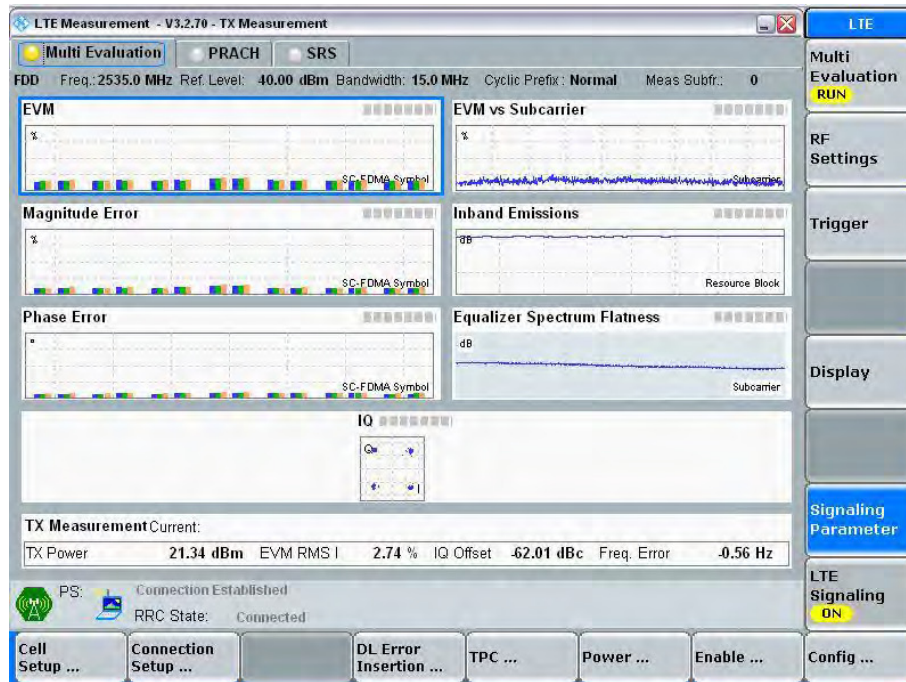 LTE Measurement - V3.2.70 - TX Measurement
LTE
Multi Evaluation PRACH SRS
Multi Evaluation
RUN
FDD Freq.: 2535.0 MHz Ref. Level: 40.00 dBm Bandwidth: 15.0 MHz Cyclic Prefix : Normal Meas Subfr.: 0
EVM
%
SC-FDMA Symbol
EVM vs Subcarrier
%
Subcarrier
RF Settings
Magnitude Error
%
SC-FDMA Symbol
Inband Emissions
dB
Resource Block
Trigger
Phase Error
°
SC-FDMA Symbol
Equalizer Spectrum Flatness
dB
Subcarrier
Display
IQ
Q
I
Signaling Parameter
TX Measurement Current:
TX Power 21.34 dBm EVM RMS l 2.74 % IQ Offset -62.01 dBc Freq. Error -0.56 Hz
PS: Connection Established
RRC State: Connected
LTE Signaling
ON
Cell Setup ...
Connection Setup ...
DL Error Insertion ...
TPC ...
Power ...
Enable ...
Config ...